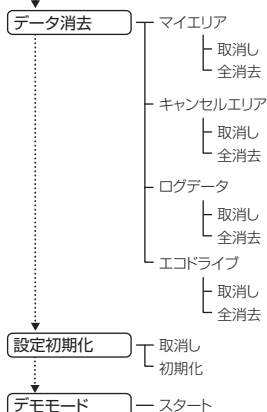 データ消去
マイエリア
取消し
全消去
キャンセルエリア
取消し
全消去
ログデータ
取消し
全消去
エコドライブ
取消し
全消去
設定初期化
取消し
初期化
デモモード
スタート